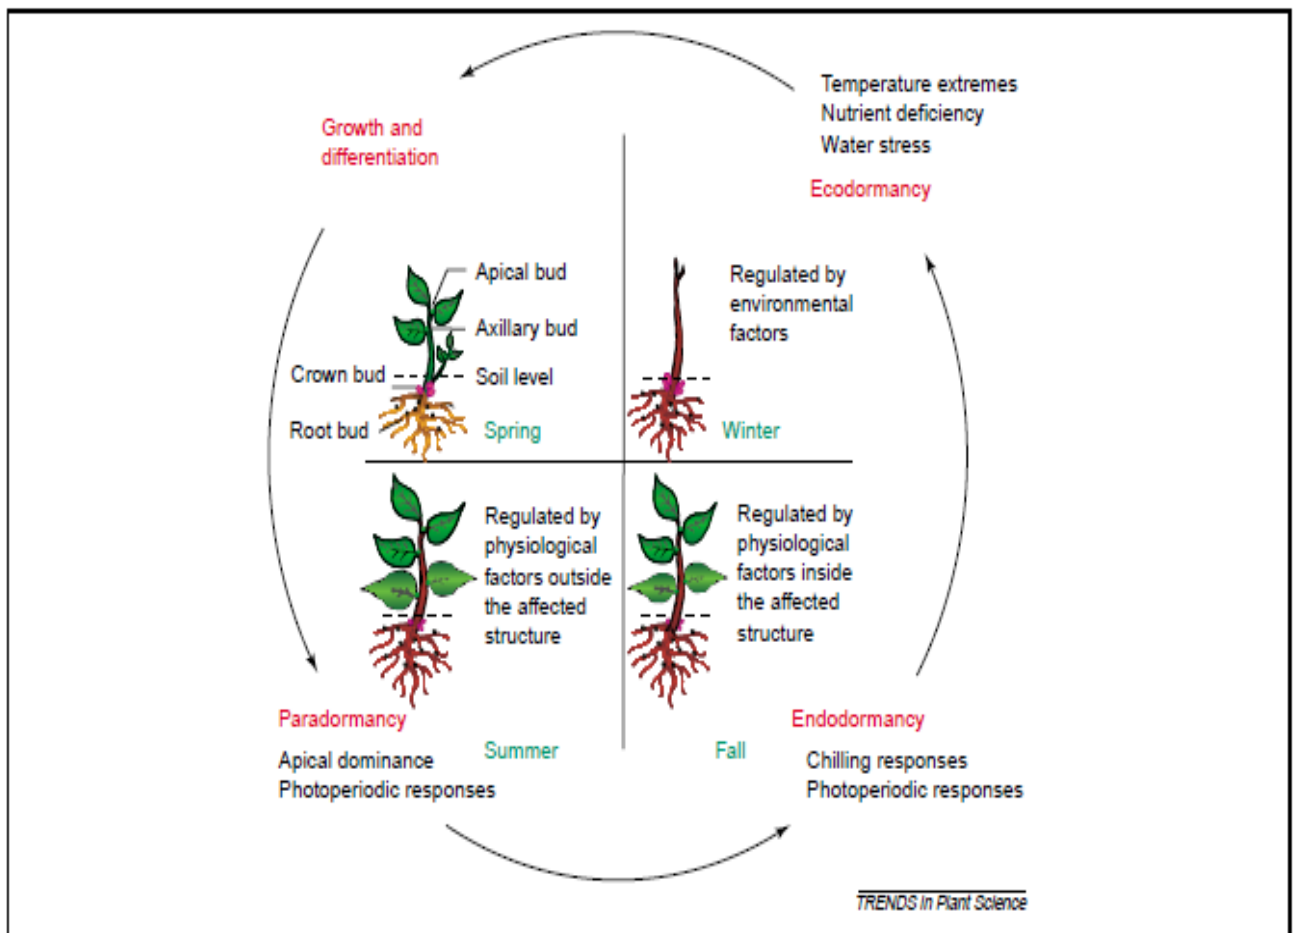 Temperature extremes
Nutrient deficiency
Water stress
Ecodormancy
Growth and
differentiation
Apical bud
Axillary bud
Crown bud
Soil level
Root bud
Spring
Regulated by
environmental
factors
Winter
Regulated by
physiological
factors outside
the affected
structure
Regulated by
physiological
factors inside
the affected
structure
Paradormancy
Apical dominance
Photoperiodic responses
Summer
Fall
Endodormancy
Chilling responses
Photoperiodic responses
TRENDS in Plant Science